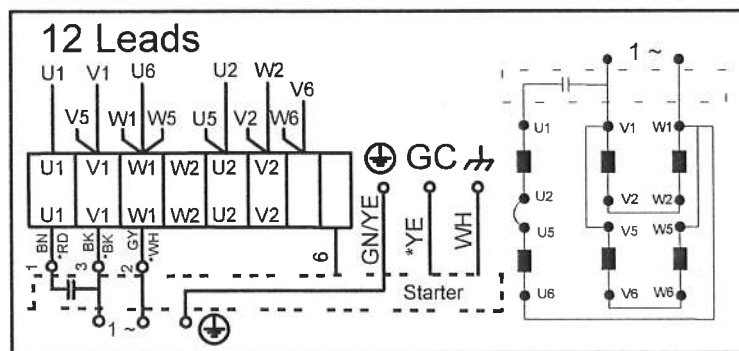 12 Leads
1 ~
U1 V1 U6 U2 W2 V6
V5 W1 W5 U5 V2 W6
U1 V1 W1 W2 U2 V2
U1 V1 W1 W2 U2 V2
BN *RD BK *BK GY *WH
1 3 2 6
GC
GN/YE *YE WH
Starter
1 ~
U1 V1 W1
U2 V2 W2
U5 V5 W5
U6 V6 W6